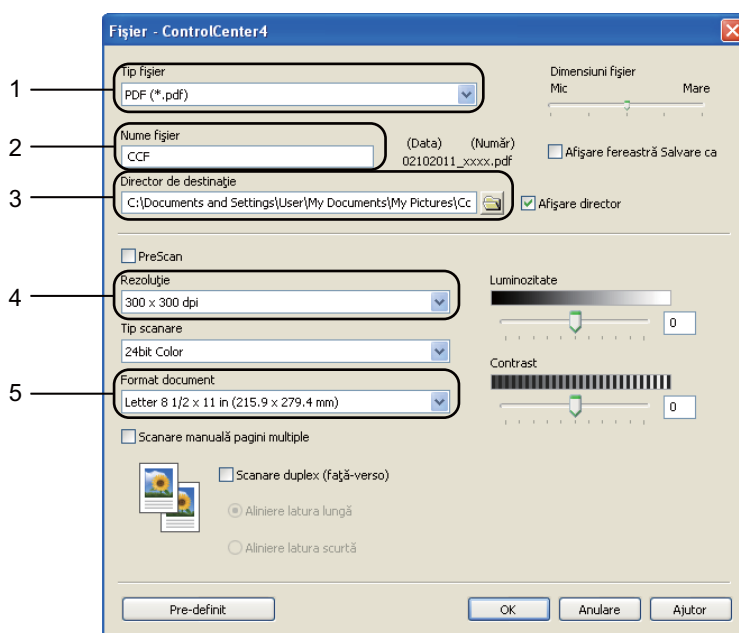 Fişier - ControlCenter4
1
Tip fişier
PDF (*.pdf)
Dimensiuni fişier
Mic Mare
2
Nume fişier
CCF
(Data) (Număr)
02102011_xxxx.pdf
Afişare fereastră Salvare ca
3
Director de destinaţie
C:\Documents and Settings\User\My Documents\My Pictures\Cc
Afişare director
PreScan
4
Rezoluţie
300 x 300 dpi
Luminozitate
0
Tip scanare
24bit Color
Contrast
0
5
Format document
Letter 8 1/2 x 11 in (215.9 x 279.4 mm)
Scanare manuală pagini multiple
Scanare duplex (faţă-verso)
Aliniere latura lungă
Aliniere latura scurtă
Pre-definit OK Anulare Ajutor